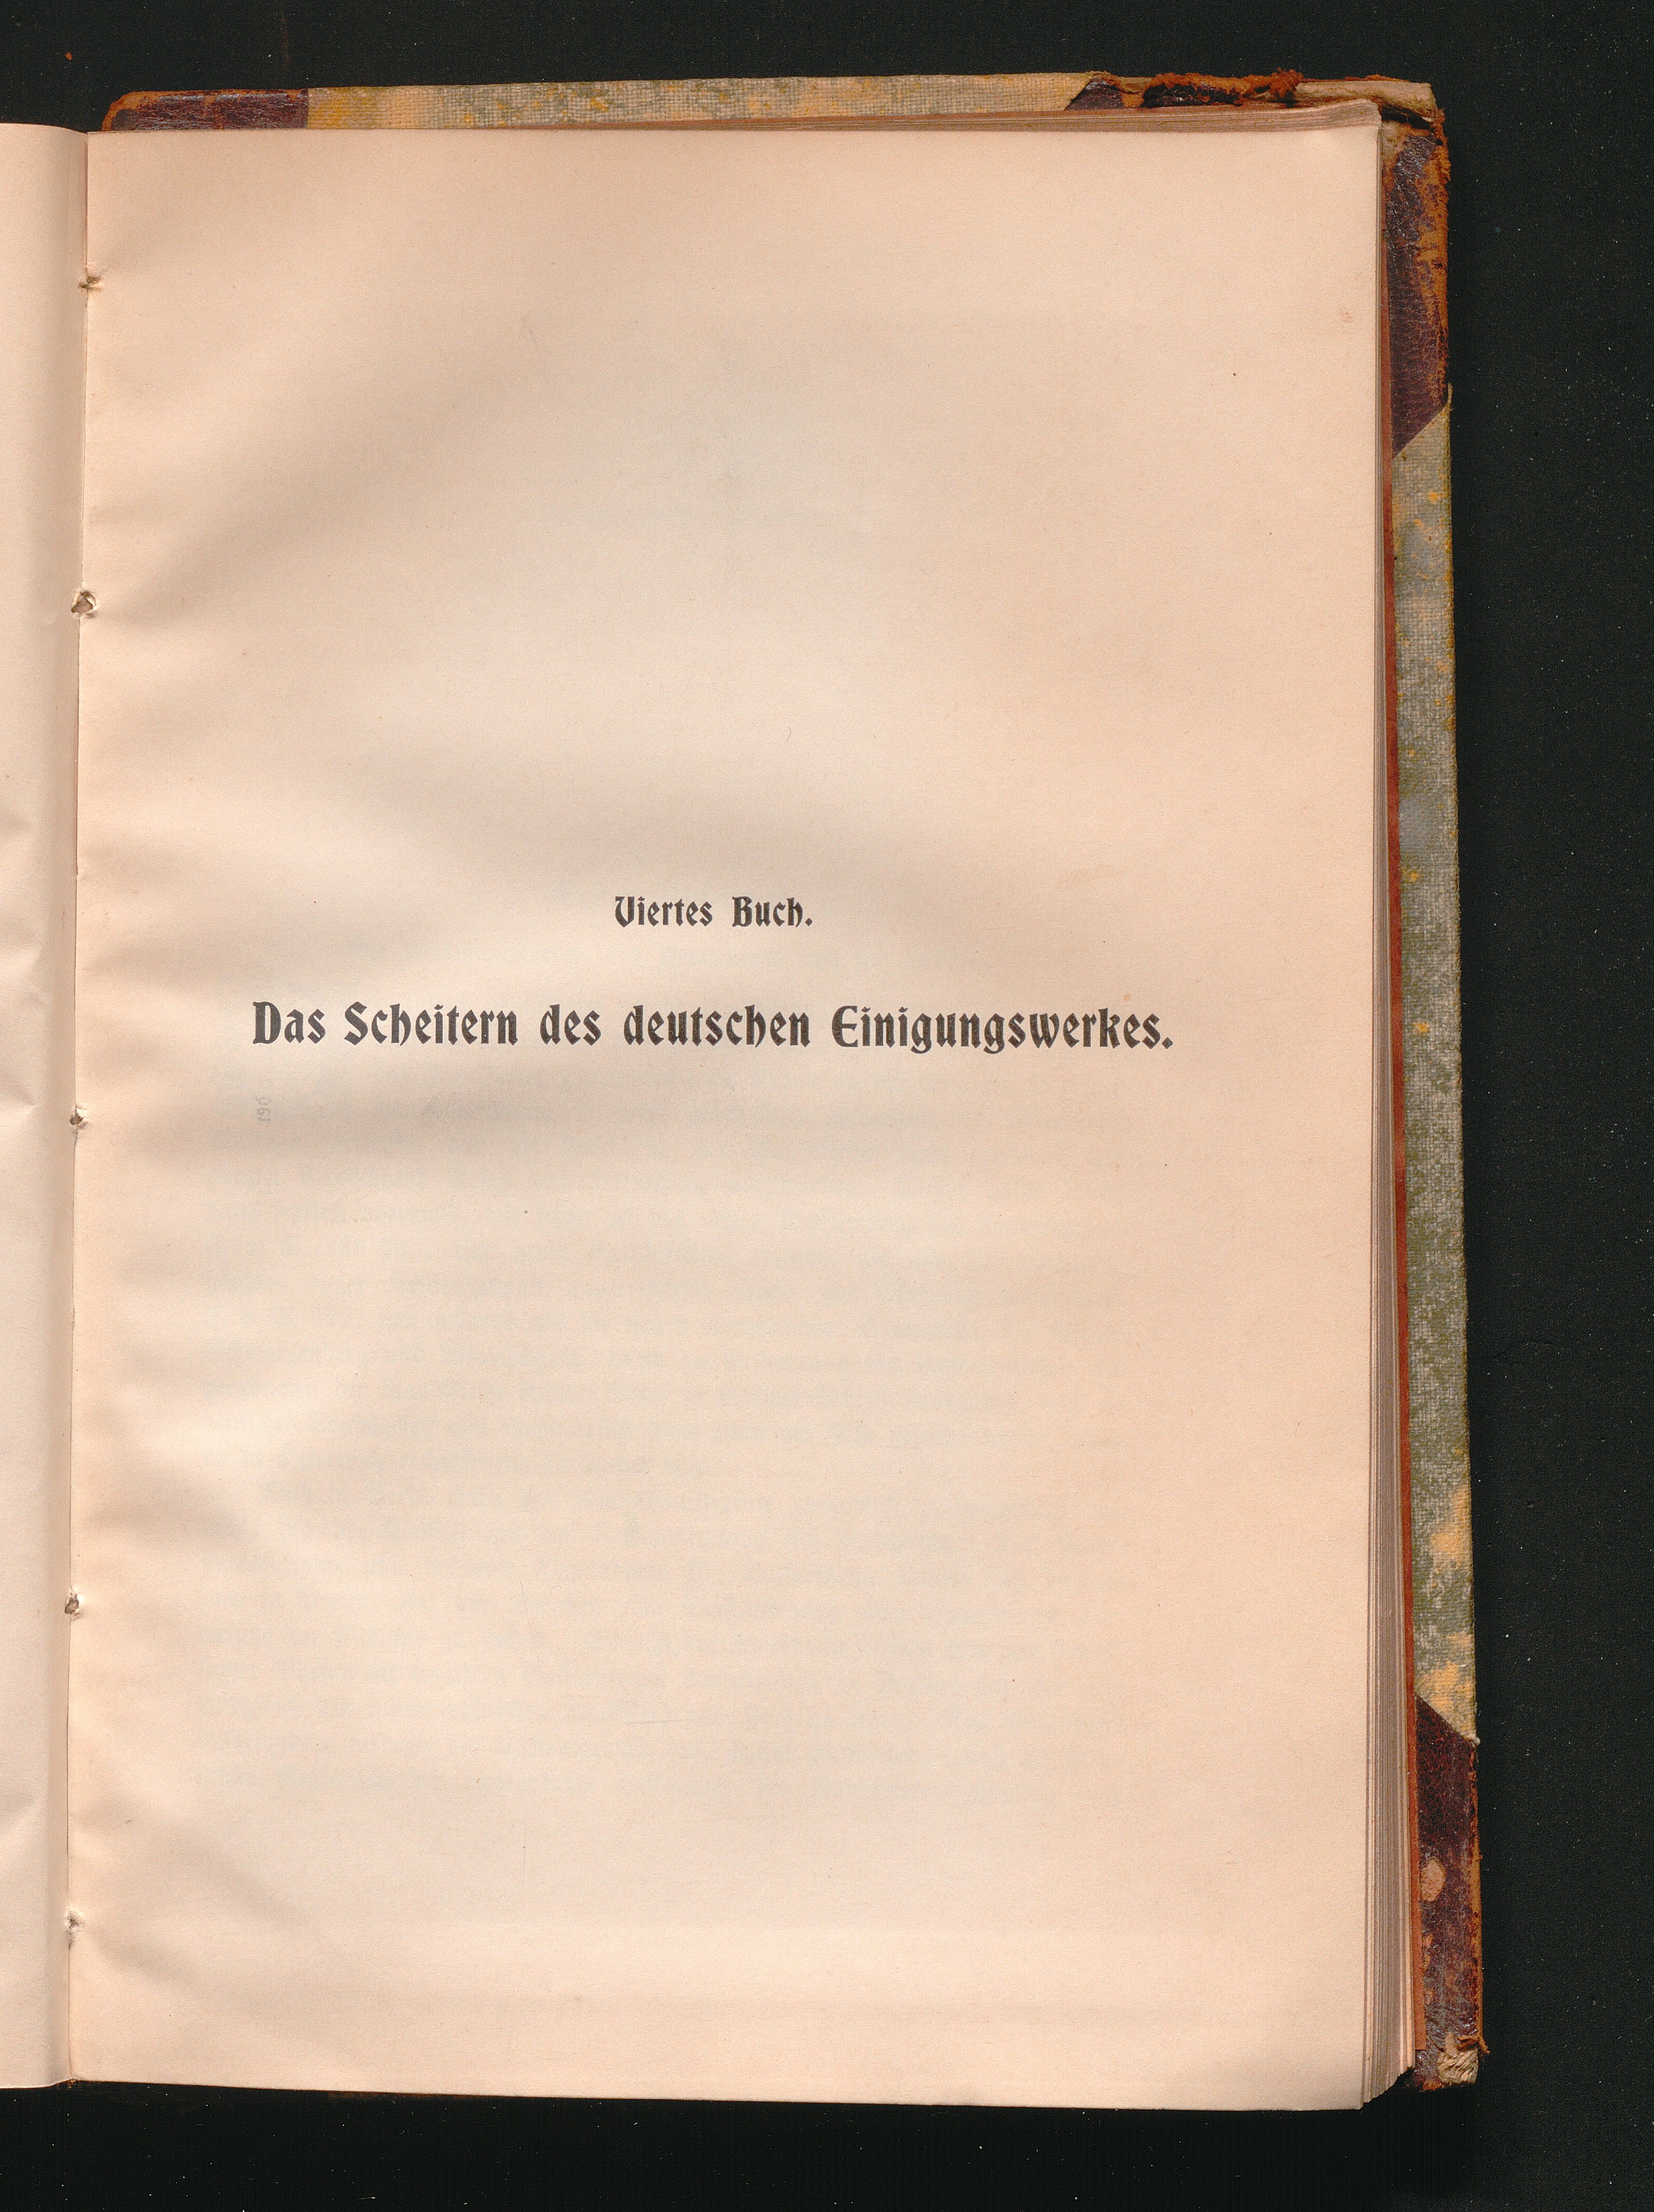 Viertes Buch.
Das Scheitern des deutschen Einigungswerkes.